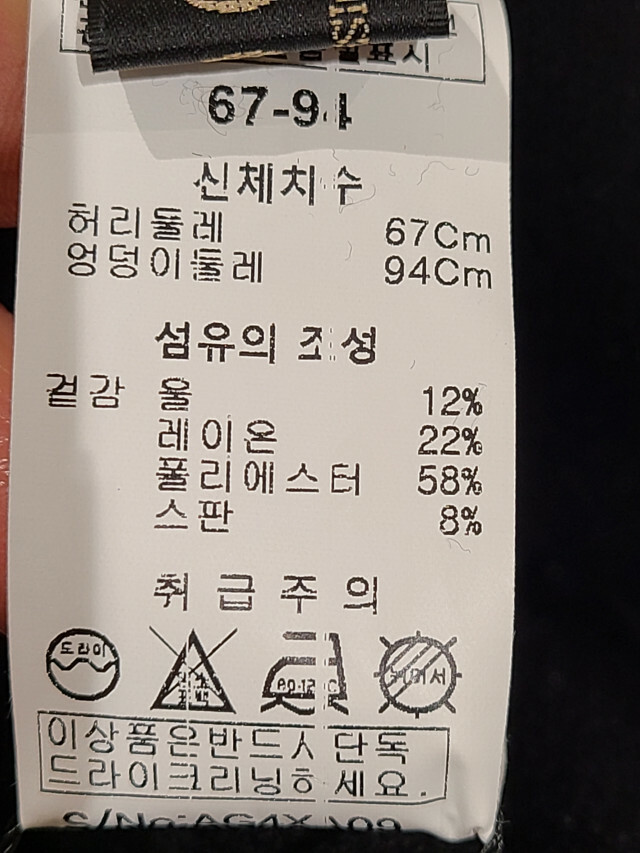 표시
67-94
신체치수
허리둘레 67Cm
엉덩이둘레 94Cm
섬유의 조성
겉감 울 12%
레이온 22%
폴리에스터 58%
스판 8%
취급주의
드라이
이상품은반드시 단독
드라이크리닝하세요.
S/No: